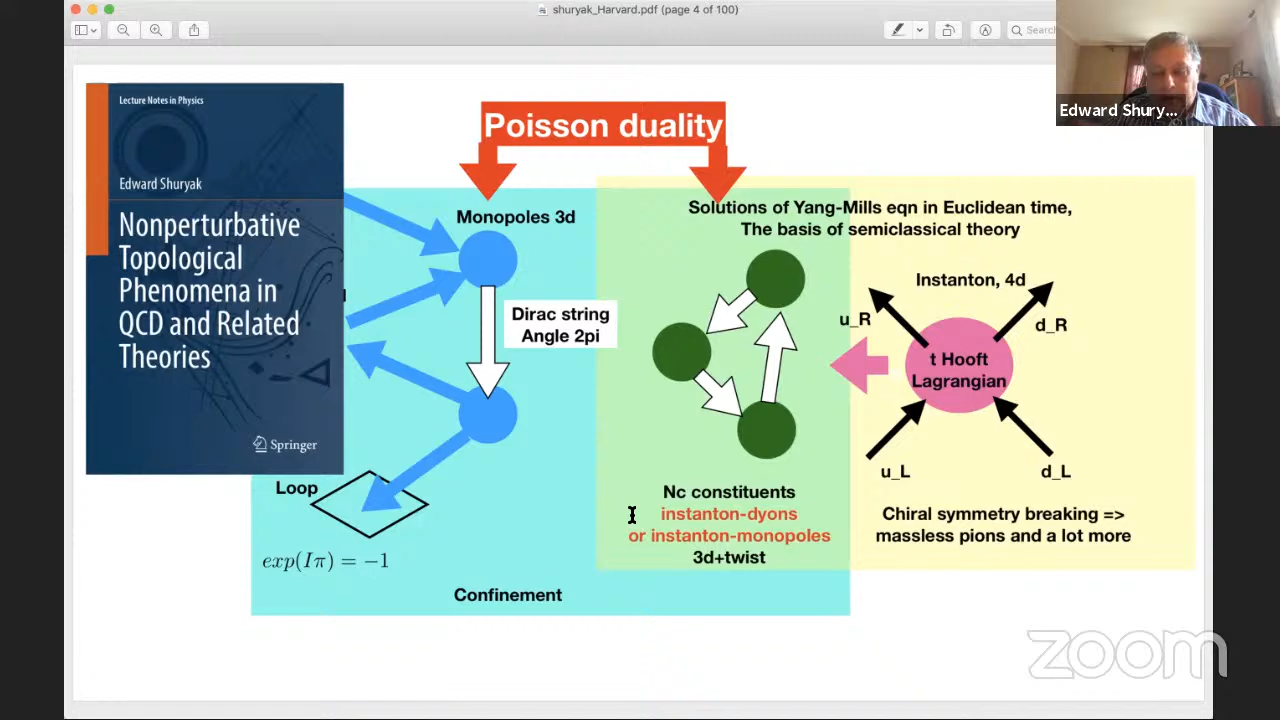 shuryak_Harvard.pdf (page 4 of 100)
Search
Edward Shury...
Lecture Notes in Physics
Edward Shuryak
Nonperturbative
Topological
Phenomena in
QCD and Related
Theories
Springer
Poisson duality
Monopoles 3d
Dirac string
Angle 2pi
Loop
exp(Iπ) = −1
Confinement
Solutions of Yang-Mills eqn in Euclidean time,
The basis of semiclassical theory
Instanton, 4d
u_R
d_R
t Hooft
Lagrangian
u_L
d_L
Nc constituents
instanton-dyons
or instanton-monopoles
3d+twist
Chiral symmetry breaking =>
massless pions and a lot more
zoom